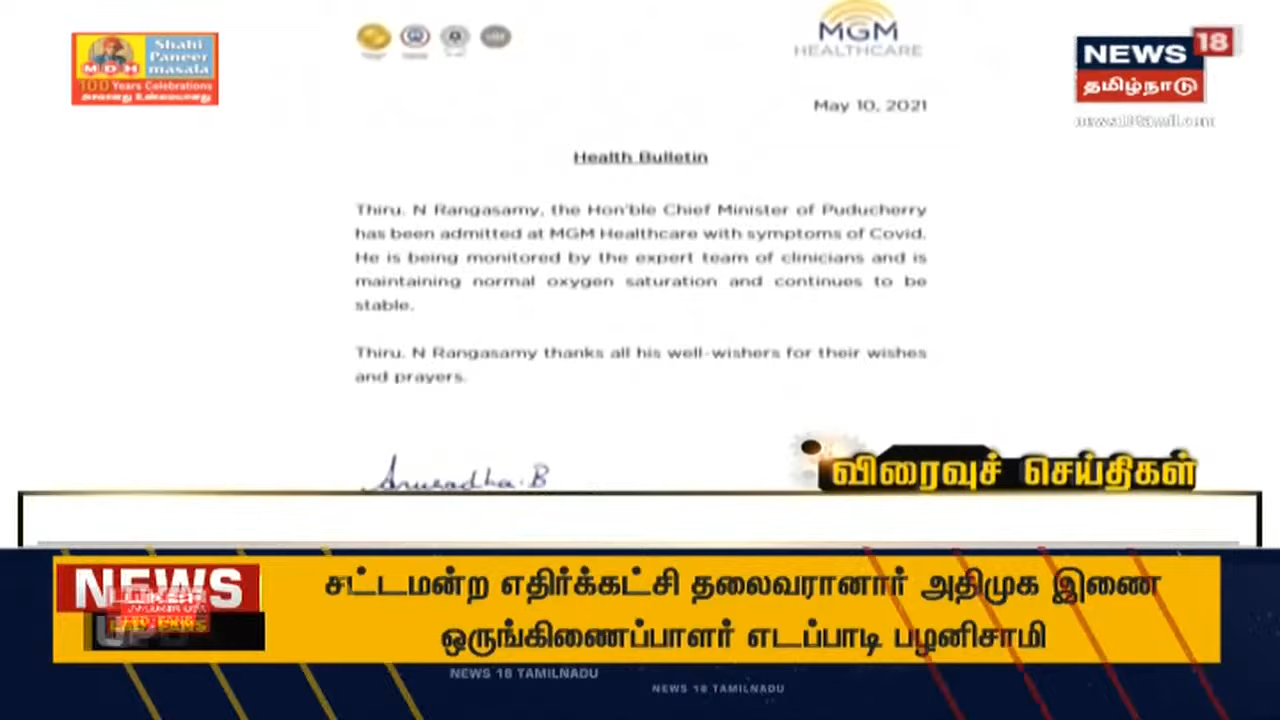 Shahi
Paneer
masala
M D H
100 Years Celebrations
MGM
HEALTHCARE
NEWS 18
தமிழ்நாடு
news18tamil.com
May 10, 2021
Health Bulletin
Thiru. N Rangasamy, the Hon'ble Chief Minister of Puducherry
has been admitted at MGM Healthcare with symptoms of Covid.
He is being monitored by the expert team of clinicians and is
maintaining normal oxygen saturation and continues to be
stable.
Thiru. N Rangasamy thanks all his well-wishers for their wishes
and prayers.
Anuradha.B
விரைவுச் செய்திகள்
NEWS
சட்டமன்ற எதிர்க்கட்சி தலைவரானார் அதிமுக இணை
ஒருங்கிணைப்பாளர் எடப்பாடி பழனிசாமி
NEWS 18 TAMILNADU
NEWS 18 TAMILNADU